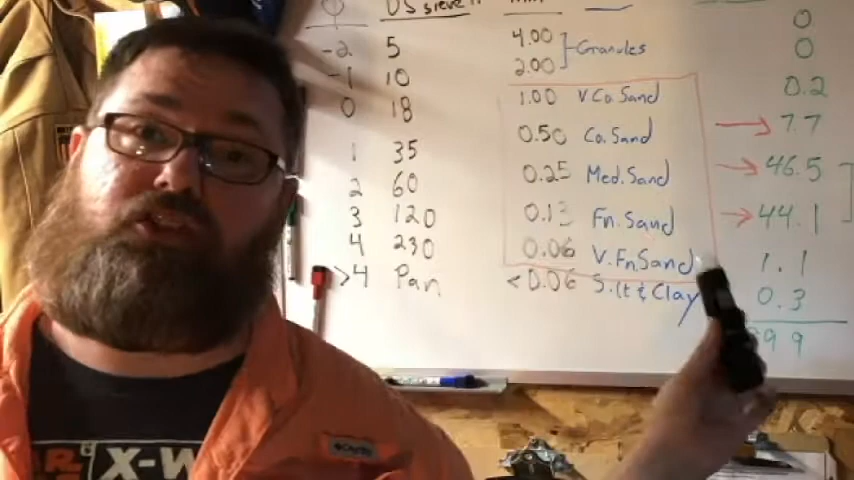 US sieve #
0
-2 5 4.00 Granules
-1 10 2.00 0
0 18 1.00 V Co. Sand 0.2
1 35 0.50 Co. Sand 7.7
2 60 0.25 Med. Sand 46.5
3 120 0.13 Fn. Sand 44.1
4 230 0.06 V. Fn Sand 1.1
>4 Pan <0.06 Silt & Clay 0.3
99
X-W